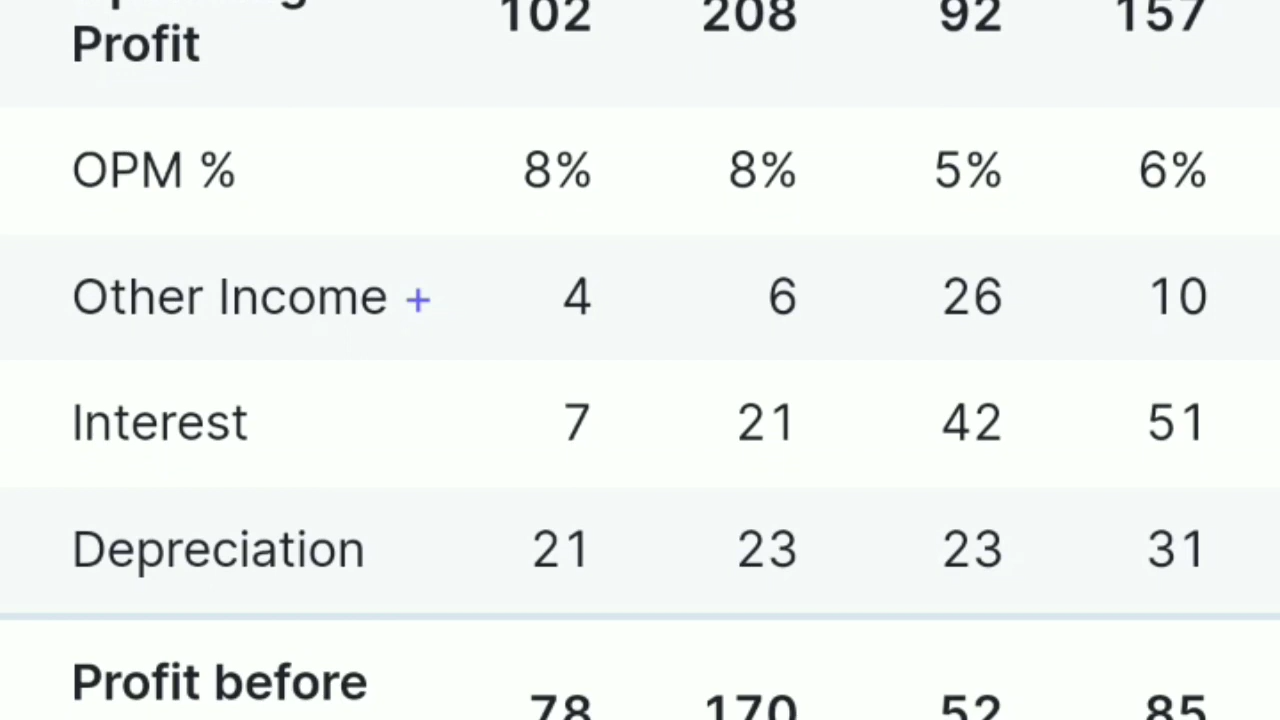 Profit 102 208 92 157
OPM % 8% 8% 5% 6%
Other Income + 4 6 26 10
Interest 7 21 42 51
Depreciation 21 23 23 31
Profit before 78 170 52 85